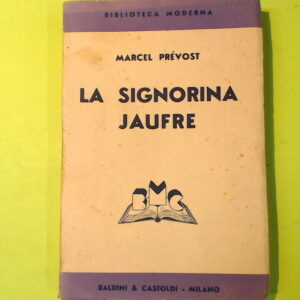 BIBLIOTECA MODERNA
MARCEL PRÉVOST
LA SIGNORINA
JAUFRE
BMC
BALDINI & CASTOLDI - MILANO